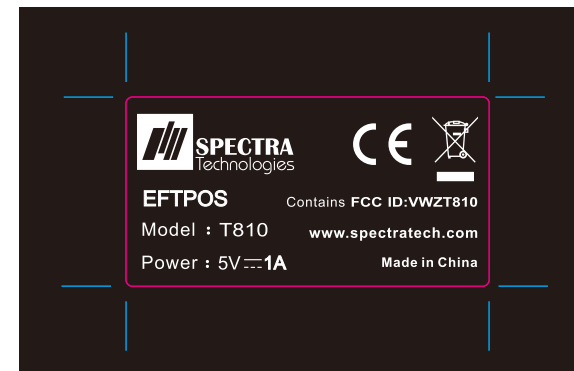 SPECTRA
Technologies
CE
EFTPOS
Contains FCC ID:VWZT810
Model : T810
www.spectratech.com
Power : 5V⎓1A
Made in China